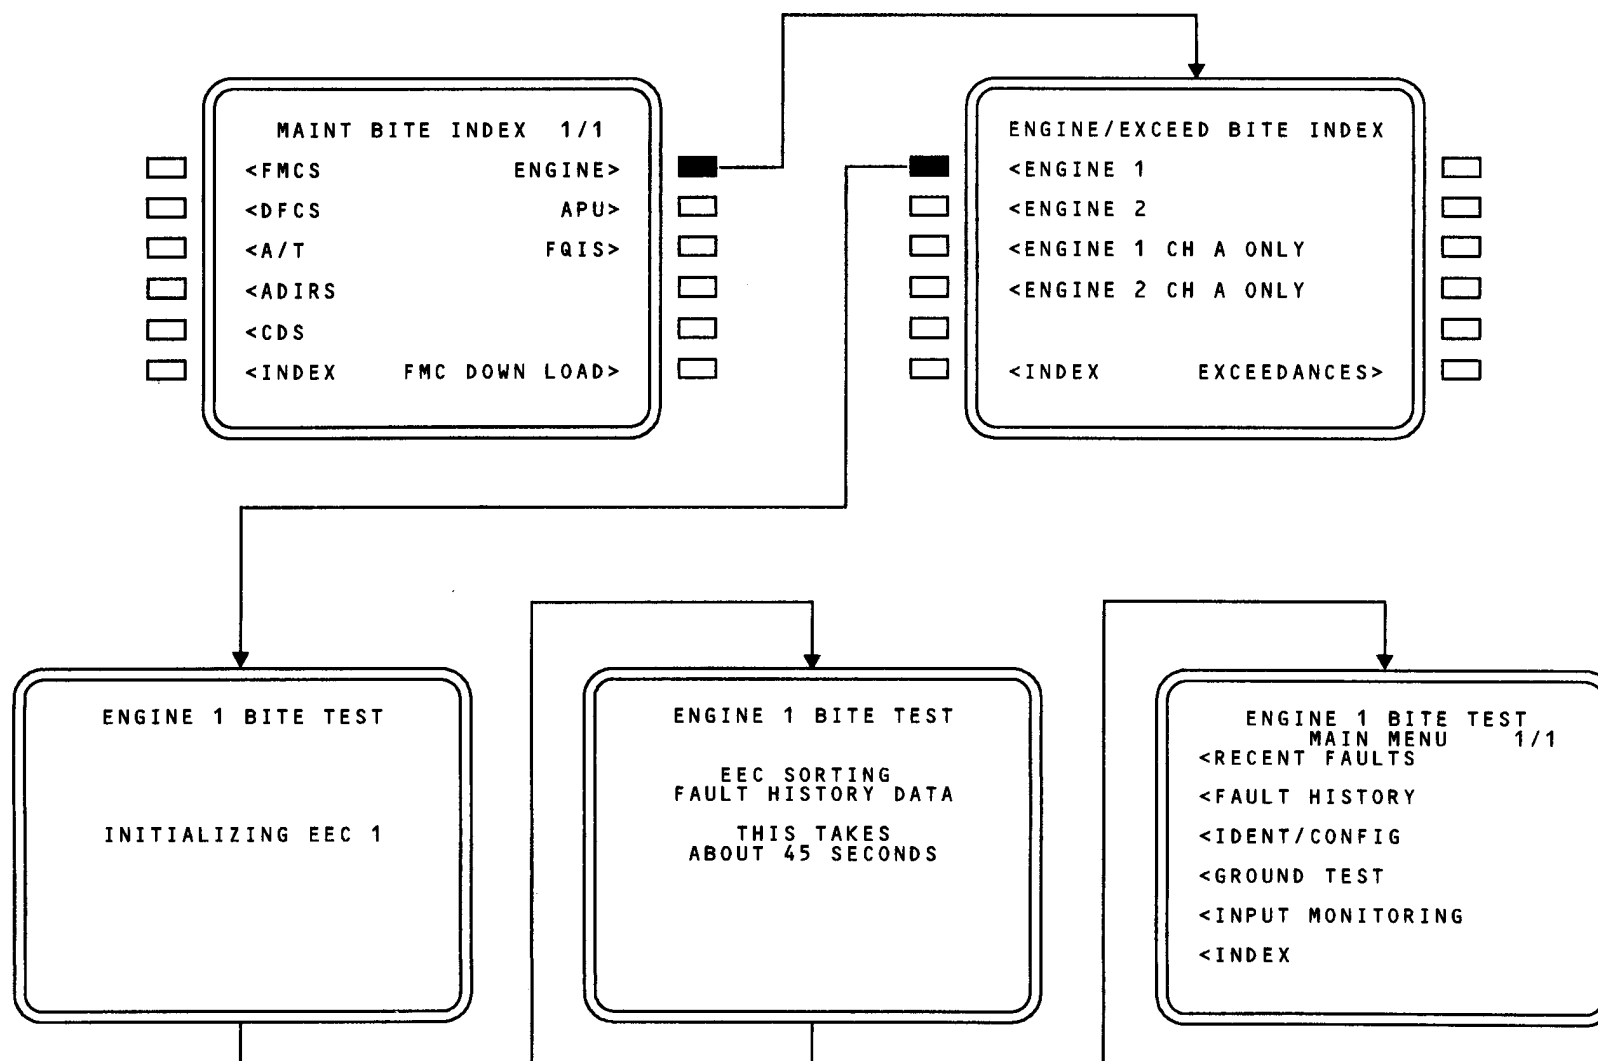 MAINT BITE INDEX 1/1
<FMCS ENGINE>
<DFCS APU>
<A/T FQIS>
<ADIRS
<CDS
<INDEX FMC DOWN LOAD>
ENGINE/EXCEED BITE INDEX
<ENGINE 1
<ENGINE 2
<ENGINE 1 CH A ONLY
<ENGINE 2 CH A ONLY
<INDEX EXCEEDANCES>
ENGINE 1 BITE TEST
INITIALIZING EEC 1
ENGINE 1 BITE TEST
EEC SORTING
FAULT HISTORY DATA
THIS TAKES
ABOUT 45 SECONDS
ENGINE 1 BITE TEST
MAIN MENU 1/1
<RECENT FAULTS
<FAULT HISTORY
<IDENT/CONFIG
<GROUND TEST
<INPUT MONITORING
<INDEX